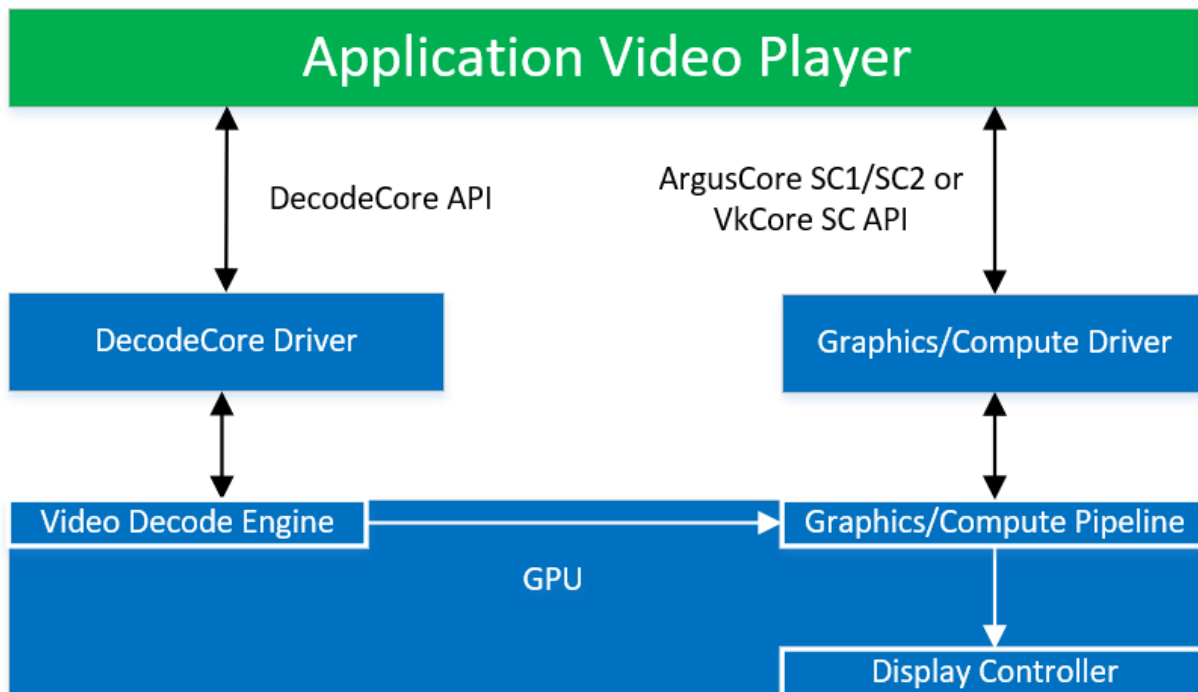 Application Video Player
DecodeCore API
ArgusCore SC1/SC2 or
VkCore SC API
DecodeCore Driver
Graphics/Compute Driver
Video Decode Engine
Graphics/Compute Pipeline
GPU
Display Controller